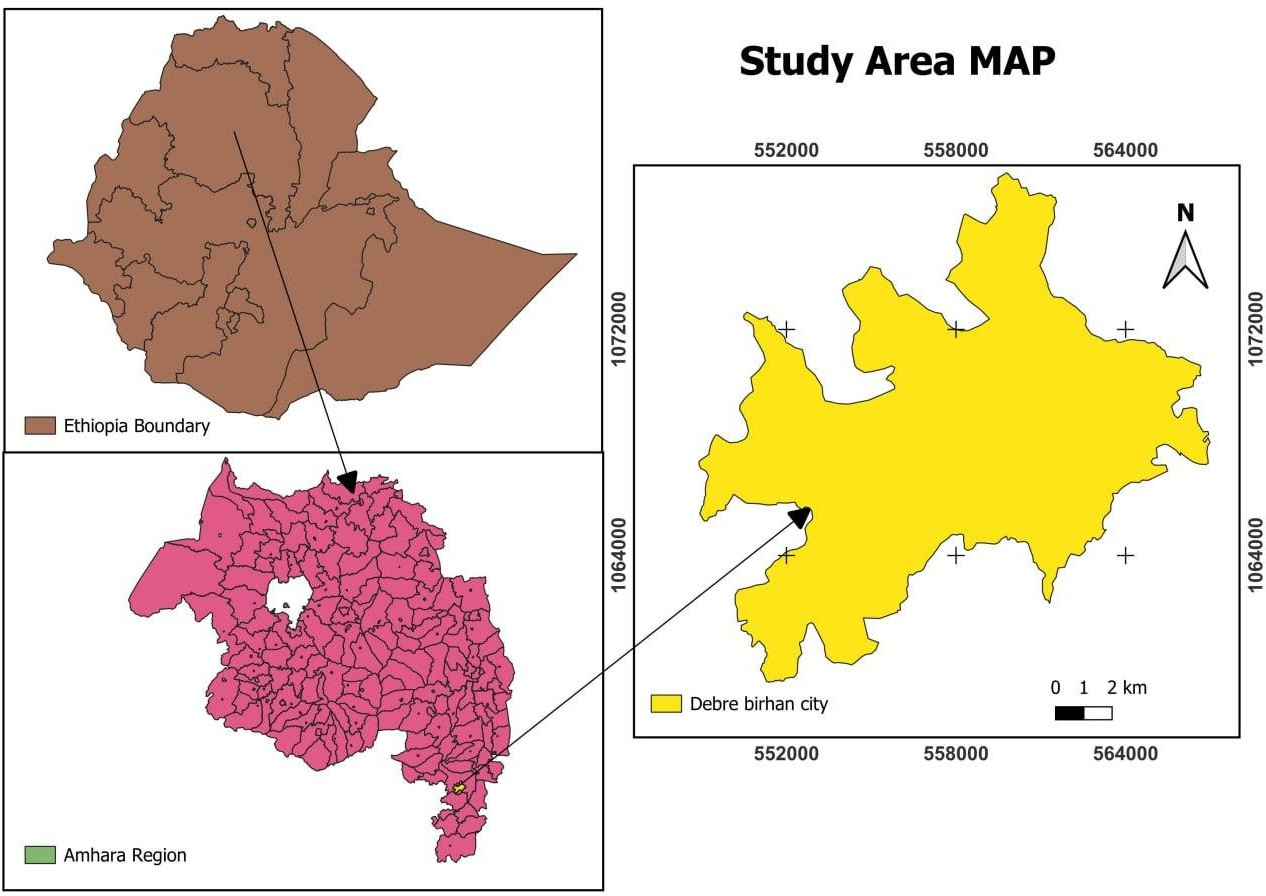 Study Area MAP
Ethiopia Boundary
Amhara Region
552000 558000 564000
N
1072000 1072000
1064000 1064000
Debre birhan city
0 1 2 km
552000 558000 564000